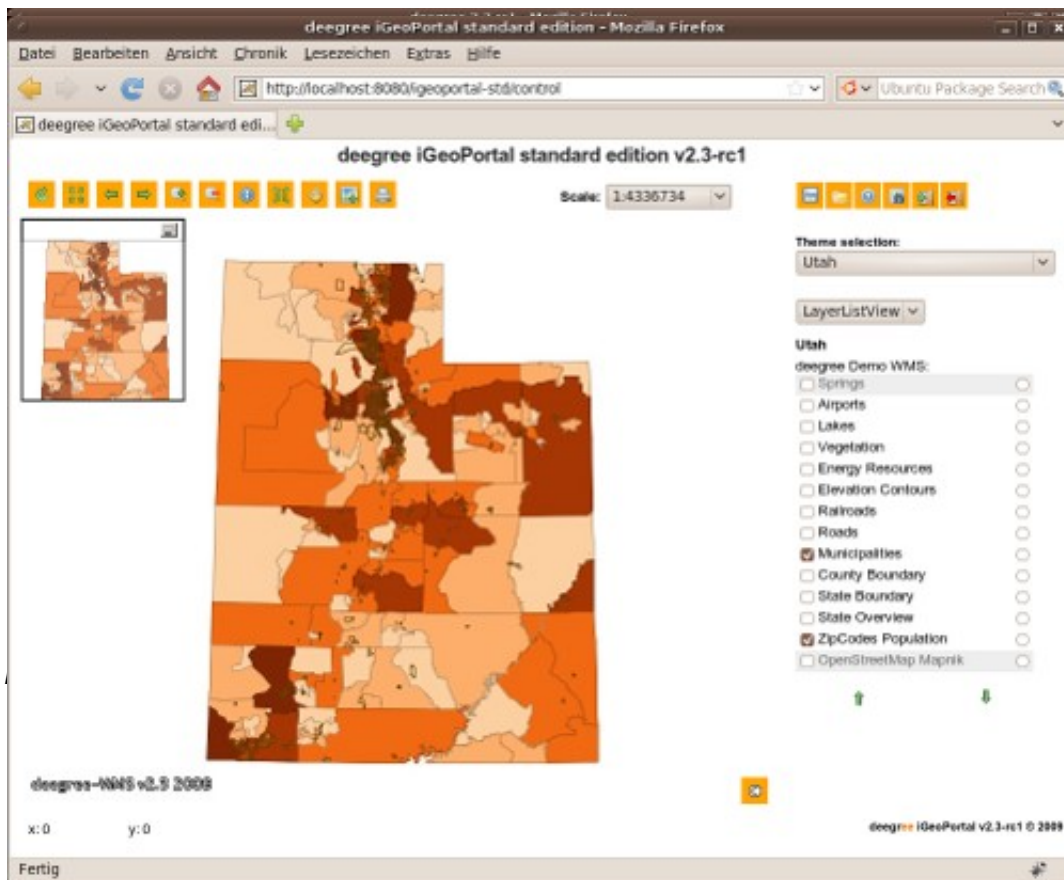 deegree iGeoPortal standard edition - Mozilla Firefox
Datei Bearbeiten Ansicht Chronik Lesezeichen Extras Hilfe
http://localhost:8080/igeoportal-std/control
Ubuntu Package Search
deegree iGeoPortal standard edi...
deegree iGeoPortal standard edition v2.3-rc1
Scale: 1:4336734
Theme selection:
Utah
LayerListView
Utah
deegree Demo WMS:
Springs
Airports
Lakes
Vegetation
Energy Resources
Elevation Contours
Railroads
Roads
Municipalities
County Boundary
State Boundary
State Overview
ZipCodes Population
OpenStreetMap Mapnik
deegree-WMS v2.3 2009
x: 0 y: 0
deegree iGeoPortal v2.3-rc1 © 2009
Fertig